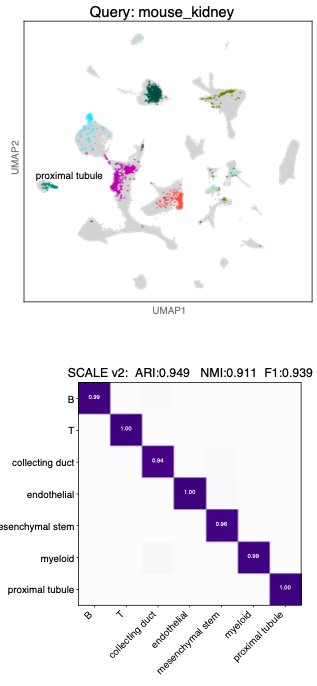 Query: mouse_kidney
UMAP2
proximal tubule
UMAP1
SCALE v2: ARI:0.949 NMI:0.911 F1:0.939
B
0.99
T
1.00
collecting duct
0.94
endothelial
1.00
esenchymal stem
0.96
myeloid
0.99
proximal tubule
1.00
B
T
collecting duct
endothelial
mesenchymal stem
myeloid
proximal tubule